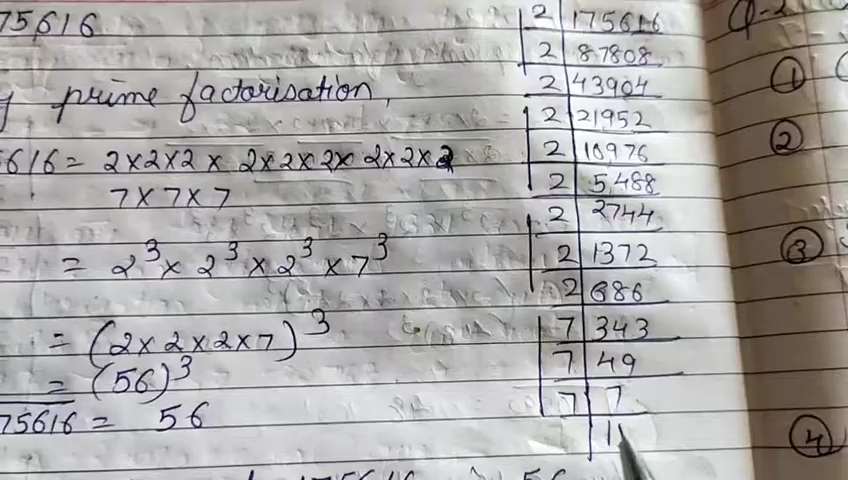 75616
prime factorisation,
616 = 2×2×2 × 2×2×2× 2×2×2
7×7×7
= 2³ × 2³ × 2³ × 7³
= (2×2×2×7)³
= (56)³
75616 = 56
2 | 175616
2 | 87808
2 | 43904
2 | 21952
2 | 10976
2 | 5,488
2 | 2744
2 | 1372
2 | 686
7 | 343
7 | 49
7 | 7
| 1
①
②
③
④